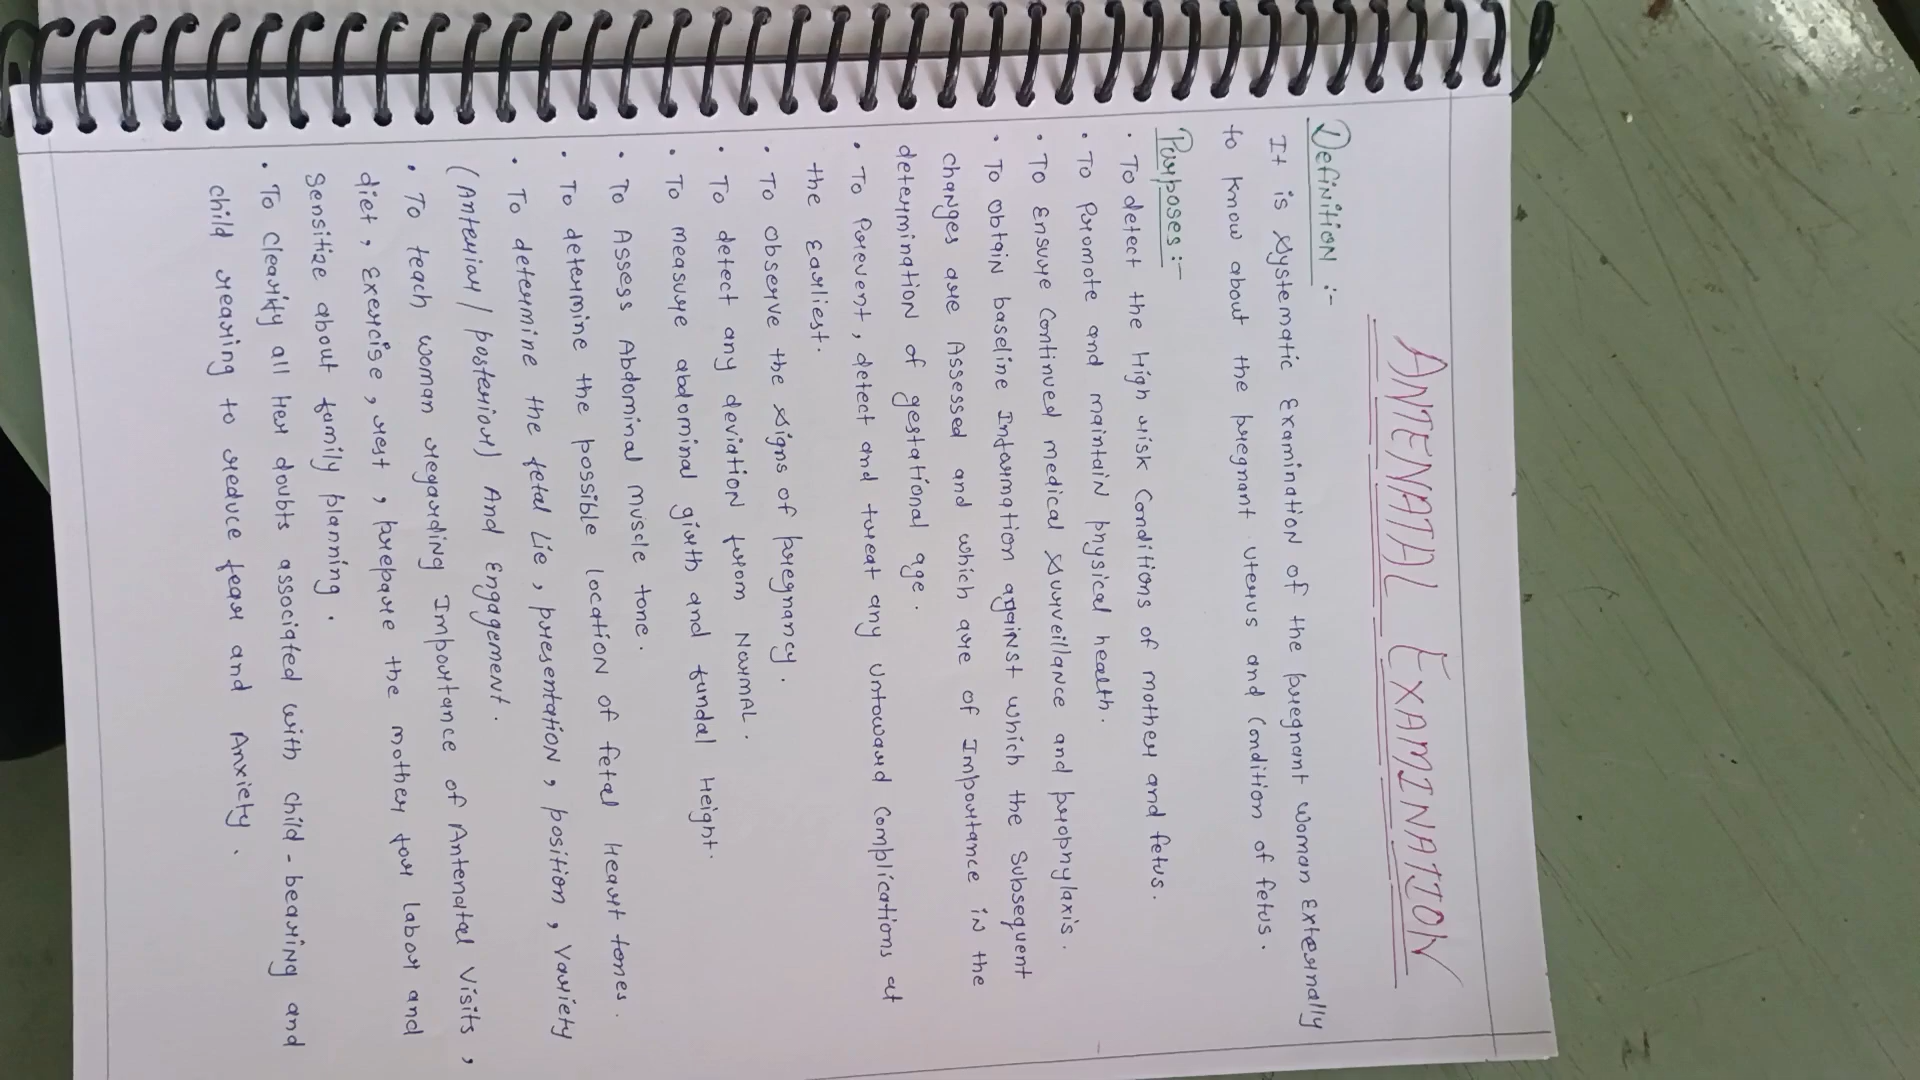 ANTENATAL EXAMINATION
Definition :-
It is systematic examination of the pregnant woman externally
to know about the pregnant uterus and condition of fetus.
Purposes :-
• To detect the high risk conditions of mother and fetus.
• To promote and maintain physical health.
• To ensure continued medical surveillance and prophylaxis.
• To obtain baseline information against which the subsequent
changes are assessed and which are of importance in the
determination of gestational age.
• To prevent, detect and treat any untoward complications at
the earliest.
• To observe the signs of pregnancy.
• To detect any deviation from normal.
• To measure abdominal girth and fundal height.
• To assess abdominal muscle tone.
• To determine the possible location of fetal heart tones.
• To determine the fetal lie, presentation, position, variety
(Anterior / posterior) and engagement.
• To teach woman regarding importance of Antenatal visits,
diet, exercise, rest, prepare the mother for labor and
sensitize about family planning.
• To clearify all her doubts associated with child-bearing and
child rearing to reduce fear and anxiety.